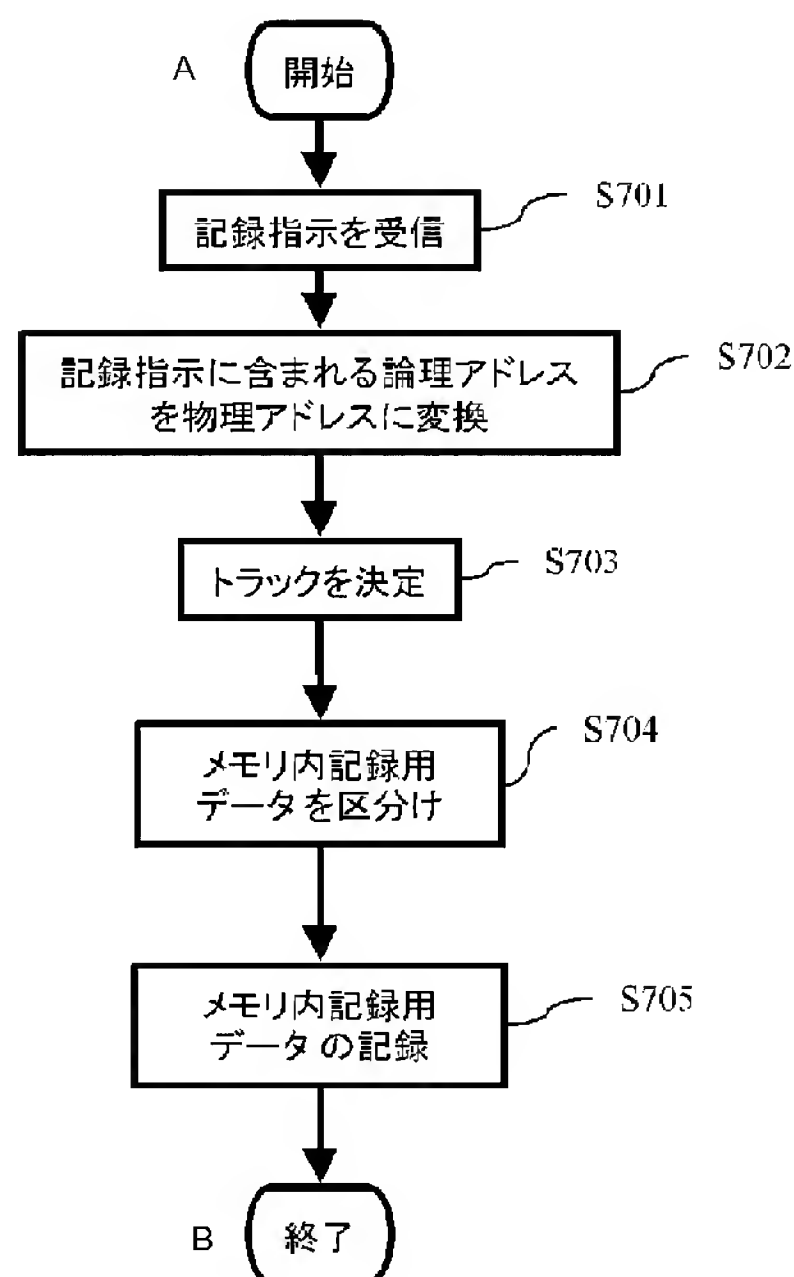 A
開始
記録指示を受信
S701
記録指示に含まれる論理アドレス
を物理アドレスに変換
S702
トラックを決定
S703
メモリ内記録用
データを区分け
S704
メモリ内記録用
データの記録
S705
B
終了